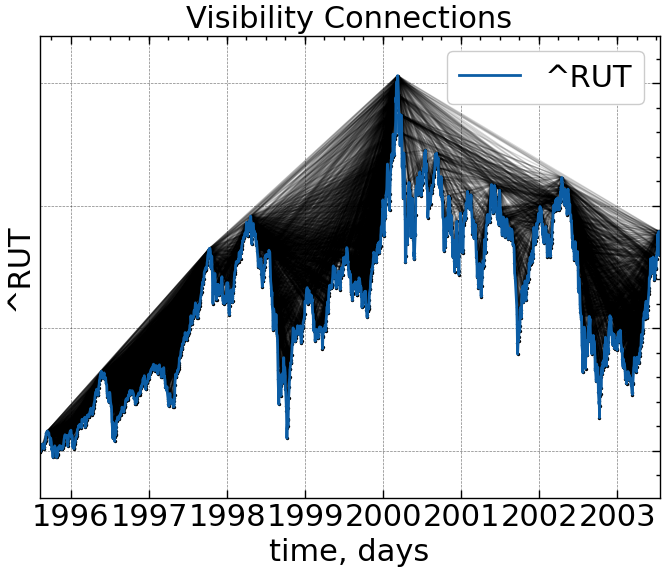 Visibility Connections
^RUT
^RUT
1996 1997 1998 1999 2000 2001 2002 2003
time, days